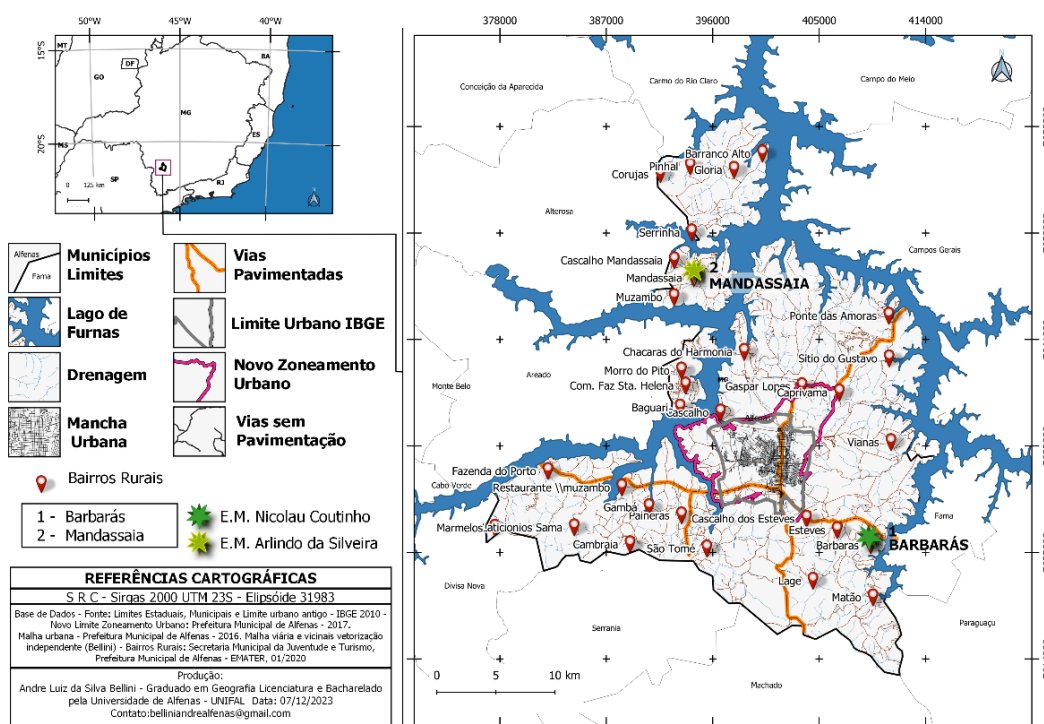 50°W 45°W 40°W
15°S
20°S
MT
DF
GO
BA
MG
ES
MS
SP
RJ
0 125 km
50°W 45°W 40°W
Alfenas
Fama
Municípios
Limites
Vias
Pavimentadas
Lago de
Furnas
Limite Urbano IBGE
Drenagem
Novo Zoneamento
Urbano
Mancha
Urbana
Vias sem
Pavimentação
Bairros Rurais
1 - Barbarás
2 - Mandassaia
E.M. Nicolau Coutinho
E.M. Arlindo da Silveira
REFERÊNCIAS CARTOGRÁFICAS
S R C - Sirgas 2000 UTM 23S - Elipsóide 31983
Base de Dados - Fonte: Limites Estaduais, Municipais e Limite urbano antigo - IBGE 2010 -
Novo Limite Zoneamento Urbano: Prefeitura Municipal de Alfenas - 2017.
Malha urbana - Prefeitura Municipal de Alfenas - 2016. Malha viária e vicinais vetorização
independente (Bellini) - Bairros Rurais: Secretaria Municipal da Juventude e Turismo,
Prefeitura Municipal de Alfenas - EMATER, 01/2020
Produção:
Andre Luiz da Silva Bellini - Graduado em Geografia Licenciatura e Bacharelado
pela Universidade de Alfenas - UNIFAL Data: 07/12/2023
Contato:belliniandrealfenas@gmail.com
378000 387000 396000 405000 414000
Conceição da Aparecida
Carmo do Rio Claro
Campo do Meio
Barranco Alto
Pinhal
Gloria
Corujas
Alterosa
Serrinha
Campos Gerais
Cascalho Mandassaia
2
Mandassaia
MANDASSAIA
Muzambo
Ponte das Amoras
Chacaras do Harmonia
Sitio do Gustavo
Morro do Pito
Areado
Monte Belo
Com. Faz Sta. Helena
Gaspar Lopes
Caprivama
Baguari
Cascalho
Vianas
Fazenda do Porto
Cabo Verde
Restaurante \\muzambo
Gamba
Paineras
Cascalho dos Esteves
Fama
Marmelos
Esteves
1
Barbaras
BARBARÁS
Cambraia
São Tome
Divisa Nova
Lage
Matão
Serrania
Paraguaçu
Machado
0 5 10 km
378000 387000 396000 405000 414000